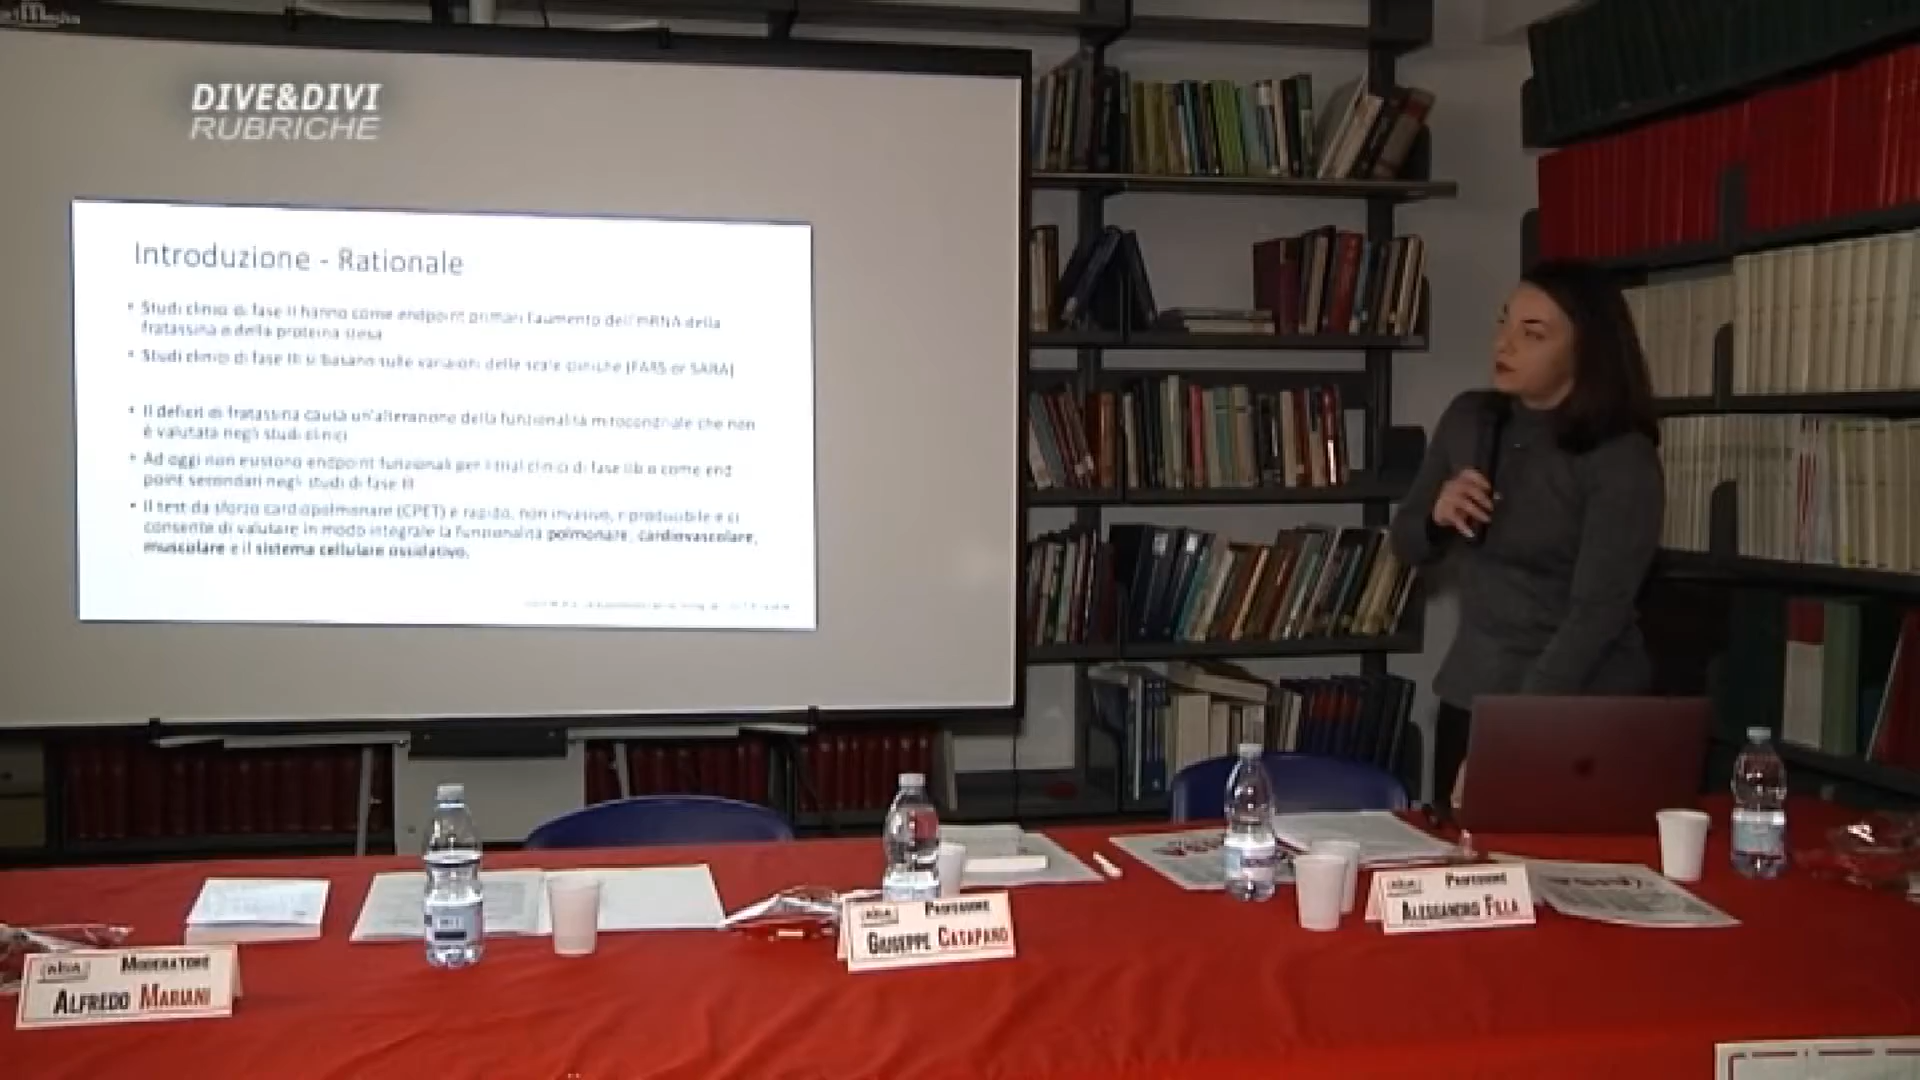 DIVE&DIVI
RUBRICHE
Introduzione - Rationale
• Studi clinici di fase II hanno come endpoint primari l'aumento dell'mRNA della
fratassina o della proteina stessa
• Studi clinici di fase III si basano sulle variazioni delle scale cliniche (FARS or SARA)
• Il deficit di fratassina causa un'alterazione della funzionalità mitocondriale che non
è valutata negli studi clinici
• Ad oggi non esistono endpoint funzionali per i trial clinici di fase IIb o come end
point secondari negli studi di fase III
• Il test da sforzo cardiopolmonare (CPET) è rapido, non invasivo, riproducibile e ci
consente di valutare in modo integrale la funzionalità polmonare, cardiovascolare,
muscolare e il sistema cellulare ossidativo.
MODERATORE
ALFREDO MARIANI
PROFESSORE
GIUSEPPE CATAPANO
PROFESSORE
ALESSANDRO FILLA